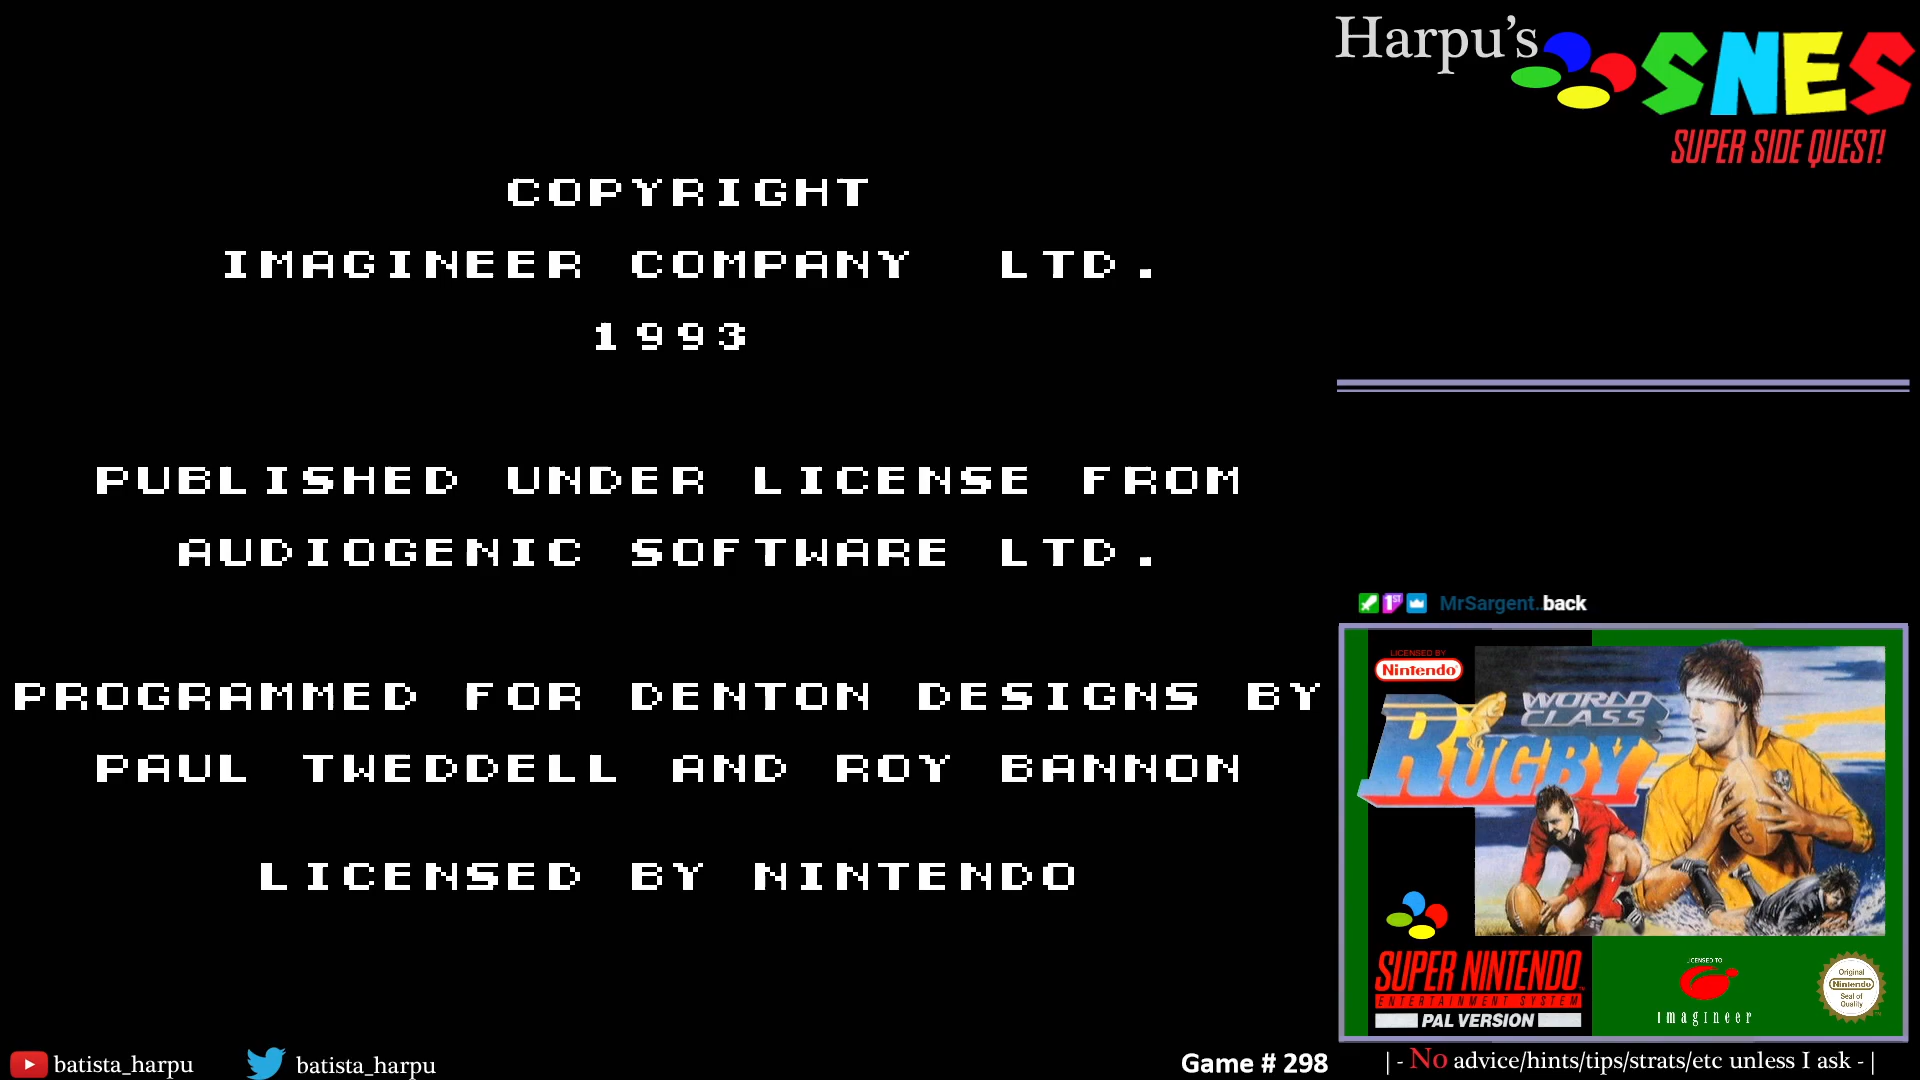 COPYRIGHT
IMAGINEER COMPANY LTD.
1993
PUBLISHED UNDER LICENSE FROM
AUDIOGENIC SOFTWARE LTD.
PROGRAMMED FOR DENTON DESIGNS BY
PAUL TWEDDELL AND ROY BANNON
LICENSED BY NINTENDO
Harpu's
SNES
SUPER SIDE QUEST!
1ST MrSargent..back
LICENSED BY
Nintendo
WORLD
CLASS
RUGBY
SUPER NINTENDO
ENTERTAINMENT SYSTEM
PAL VERSION
LICENSED TO
imagineer
Original
Nintendo
Seal of
Quality
batista_harpu
batista_harpu
Game # 298
|- No advice/hints/tips/strats/etc unless I ask -|